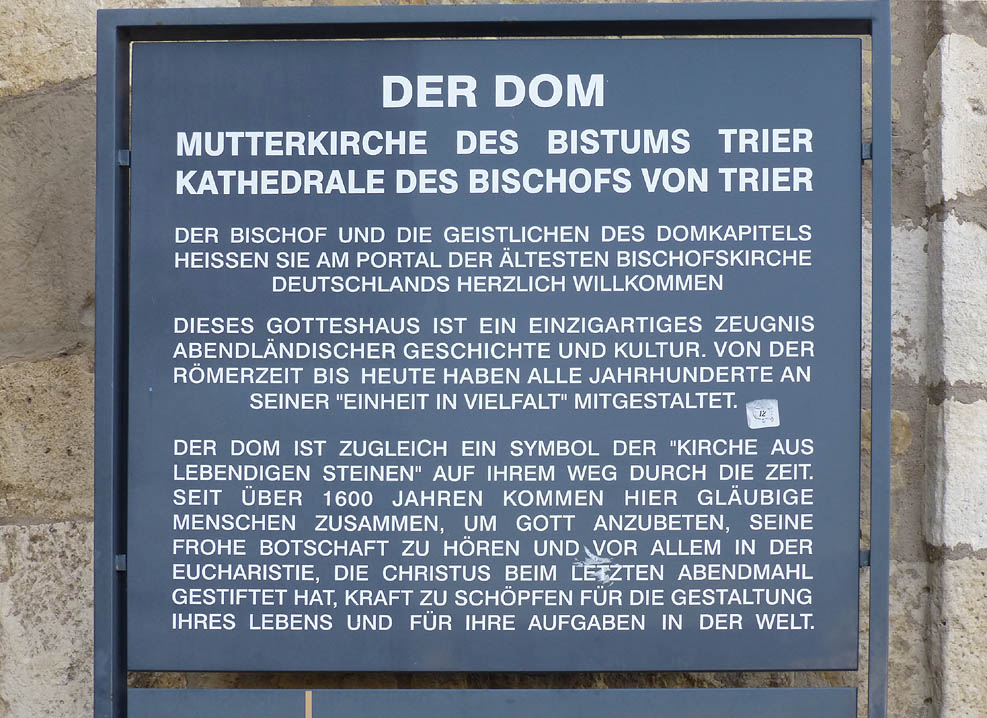 DER DOM
MUTTERKIRCHE DES BISTUMS TRIER
KATHEDRALE DES BISCHOFS VON TRIER
DER BISCHOF UND DIE GEISTLICHEN DES DOMKAPITELS
HEISSEN SIE AM PORTAL DER ÄLTESTEN BISCHOFSKIRCHE
DEUTSCHLANDS HERZLICH WILLKOMMEN
DIESES GOTTESHAUS IST EIN EINZIGARTIGES ZEUGNIS
ABENDLÄNDISCHER GESCHICHTE UND KULTUR. VON DER
RÖMERZEIT BIS HEUTE HABEN ALLE JAHRHUNDERTE AN
SEINER "EINHEIT IN VIELFALT" MITGESTALTET.
DER DOM IST ZUGLEICH EIN SYMBOL DER "KIRCHE AUS
LEBENDIGEN STEINEN" AUF IHREM WEG DURCH DIE ZEIT.
SEIT ÜBER 1600 JAHREN KOMMEN HIER GLÄUBIGE
MENSCHEN ZUSAMMEN, UM GOTT ANZUBETEN, SEINE
FROHE BOTSCHAFT ZU HÖREN UND VOR ALLEM IN DER
EUCHARISTIE, DIE CHRISTUS BEIM LETZTEN ABENDMAHL
GESTIFTET HAT, KRAFT ZU SCHÖPFEN FÜR DIE GESTALTUNG
IHRES LEBENS UND FÜR IHRE AUFGABEN IN DER WELT.